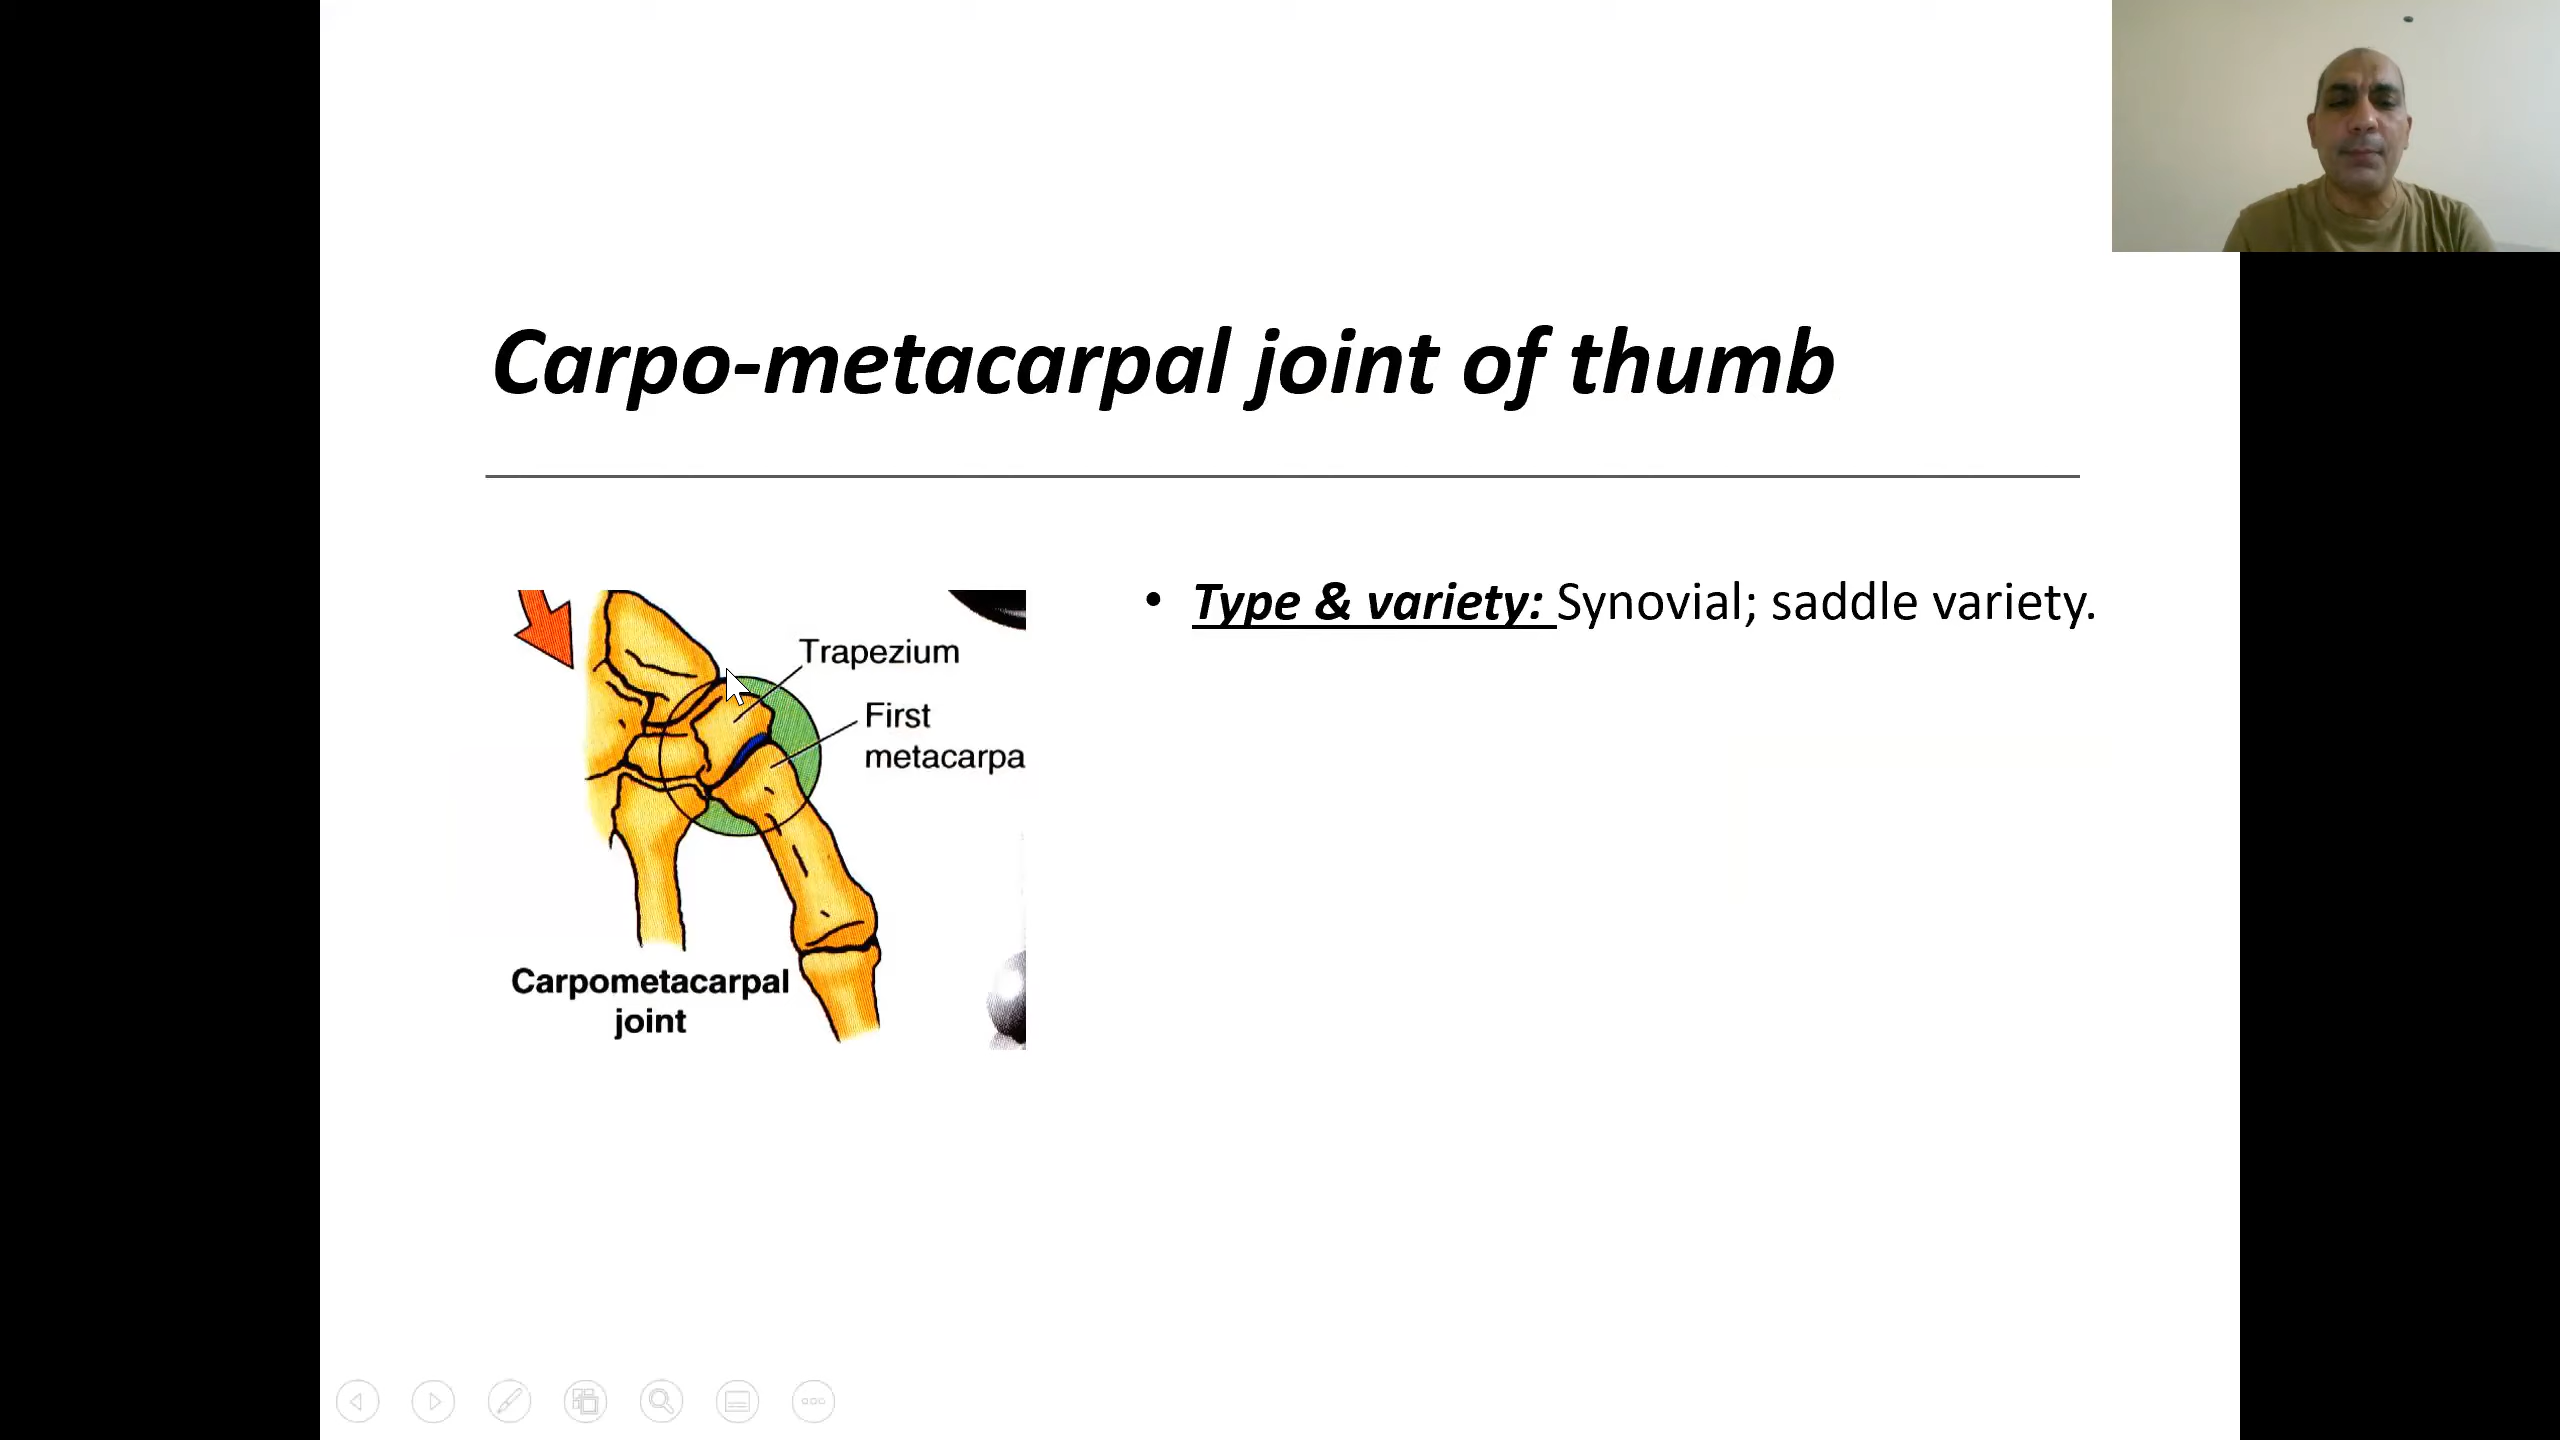 Carpo-metacarpal joint of thumb
• Type & variety: Synovial; saddle variety.
Trapezium
First
metacarpa
Carpometacarpal
joint